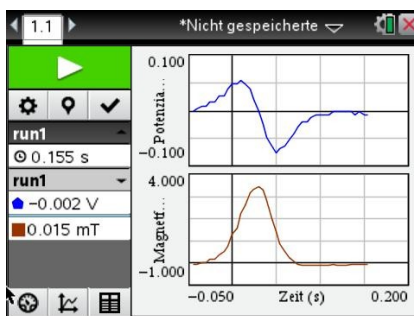 1.1
*Nicht gespeicherte
run1
0.155 s
run1
-0.002 V
0.015 mT
0.100
Potenzia...
-0.100
4.000
Magnetf...
-1.000
-0.050
Zeit (s)
0.200